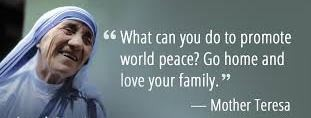 “What can you do to promote
world peace? Go home and
love your family.”
— Mother Teresa